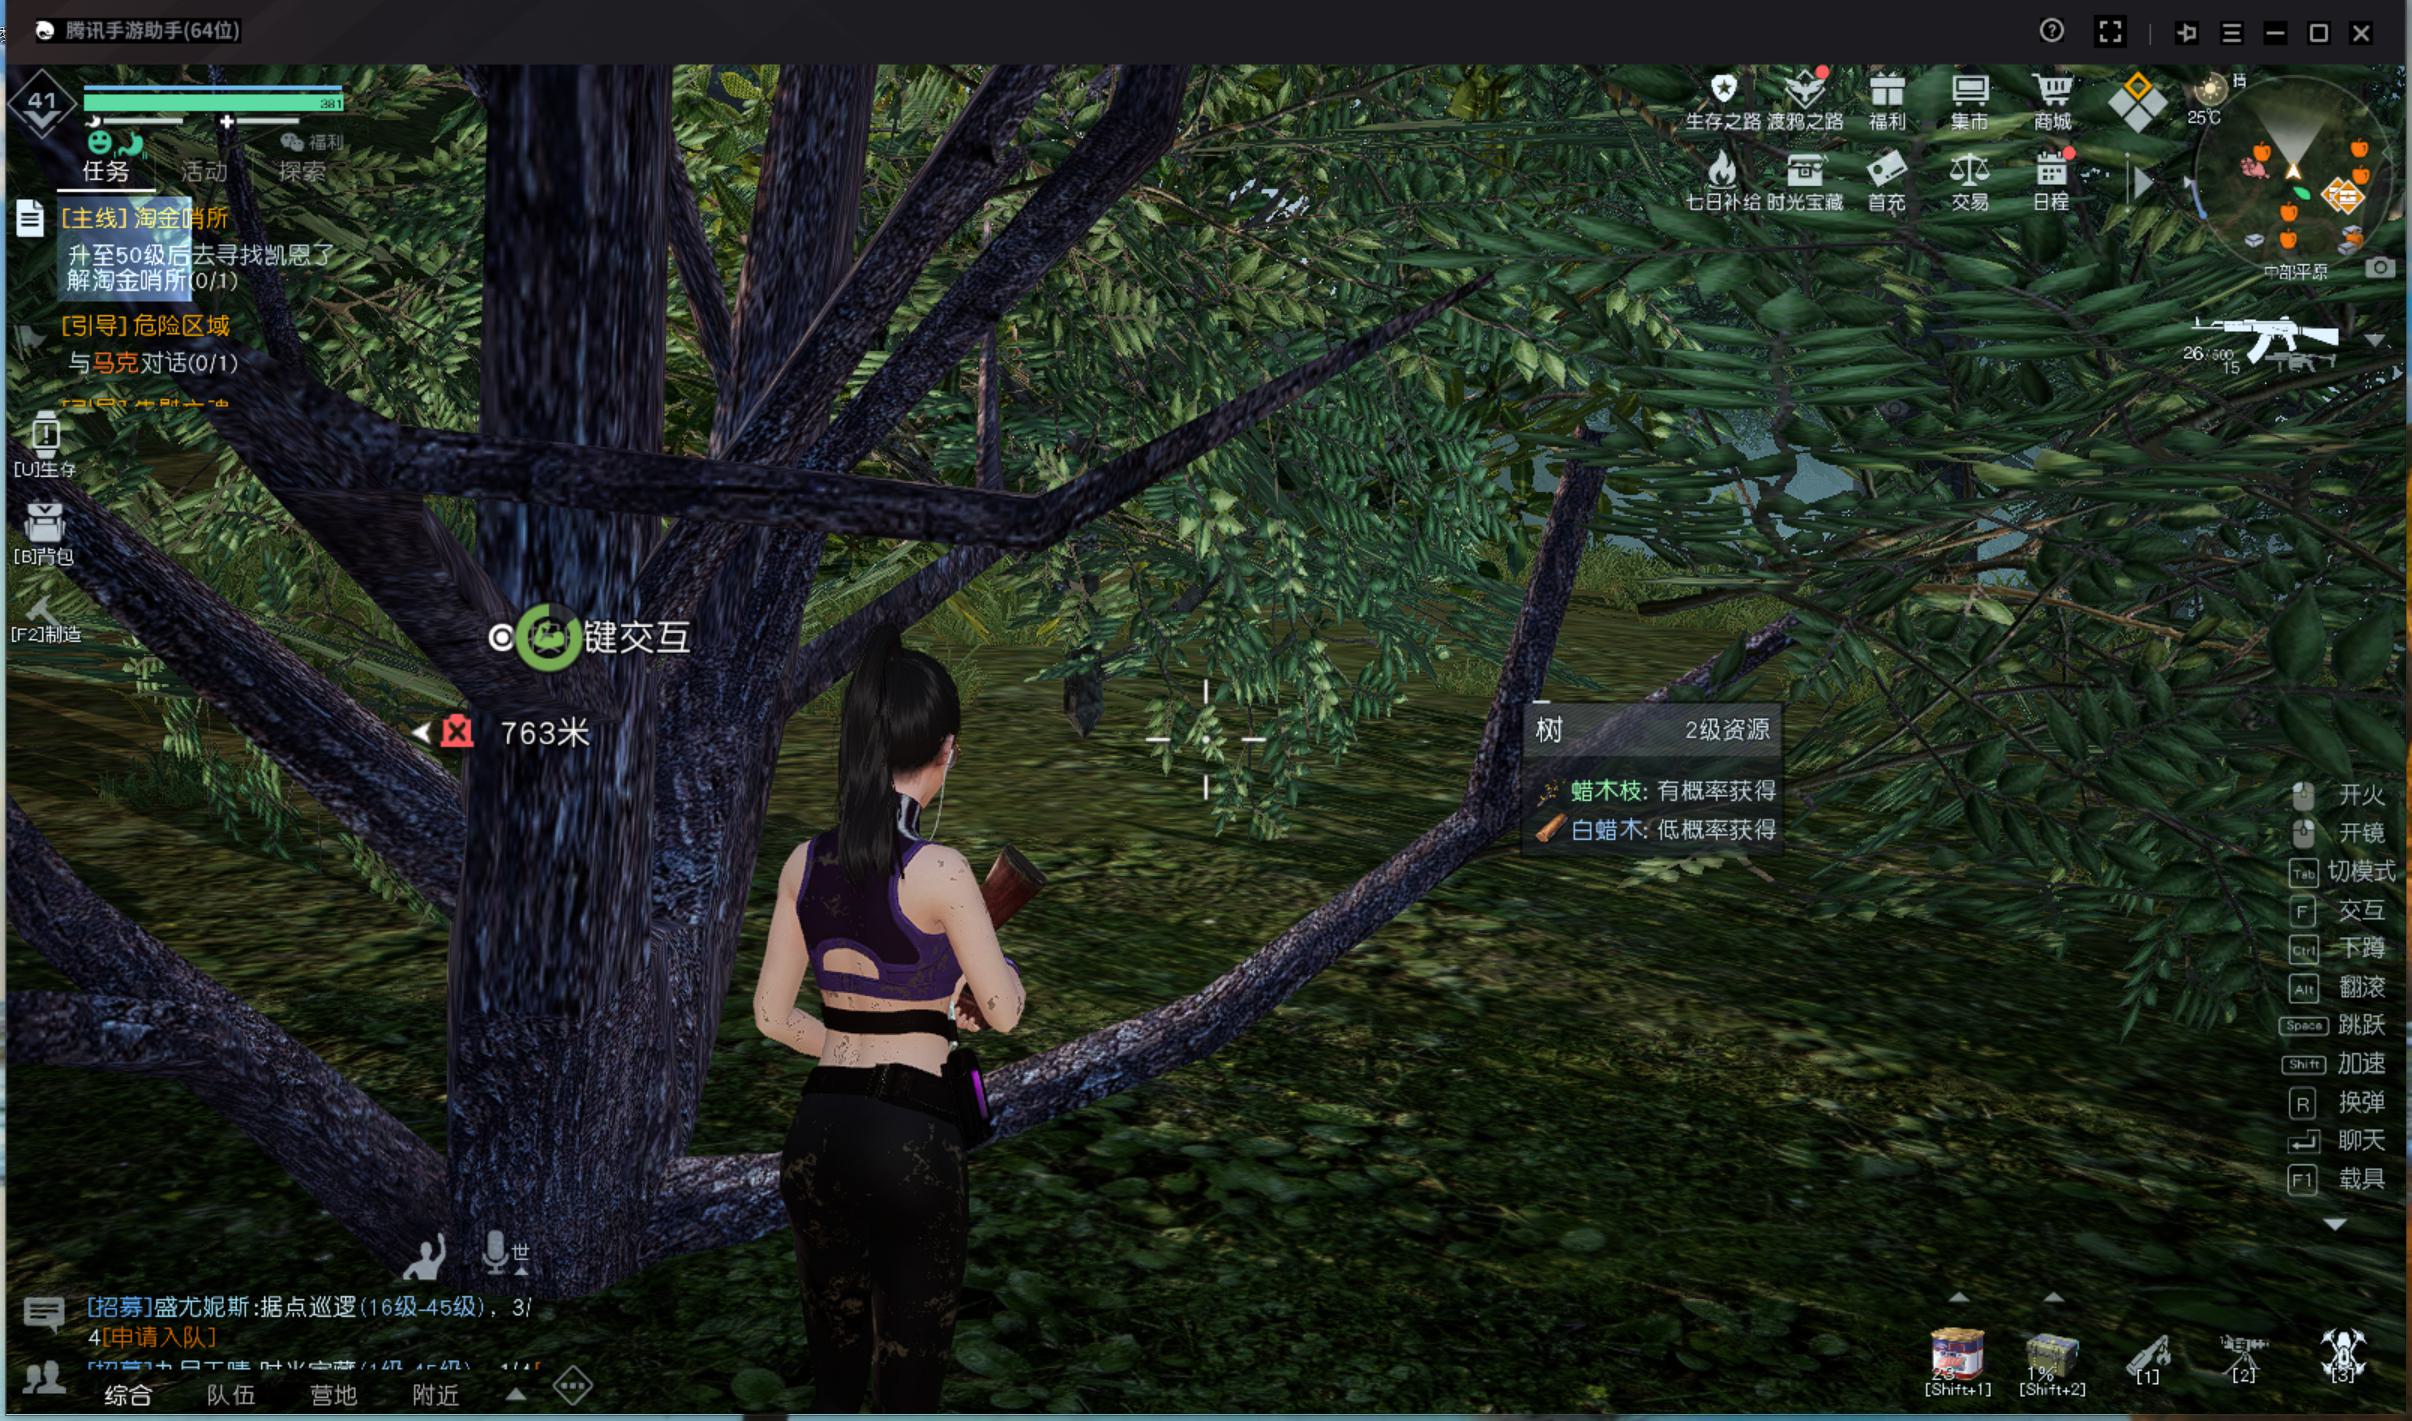 腾讯手游助手(64位)
41
381
福利
任务 活动 探索
[主线] 淘金哨所
升至50级后去寻找凯恩了
解淘金哨所(0/1)
[引导] 危险区域
与马克对话(0/1)
[U]生存
[B]背包
[F2]制造
生存之路 渡鸦之路 福利 集市 商城
七日补给 时光宝藏 首充 交易 日程
25℃
中部平原
26/500
15
键交互
763米
树 2级资源
蜡木枝: 有概率获得
白蜡木: 低概率获得
开火
开镜
Tab 切模式
F 交互
Ctrl 下蹲
Alt 翻滚
Space 跳跃
Shift 加速
R 换弹
聊天
F1 载具
世
[招募]盛尤妮斯:据点巡逻(16级-45级)，3/
4[申请入队]
综合 队伍 营地 附近
23 1%
[Shift+1] [Shift+2] [1] [2] [3]